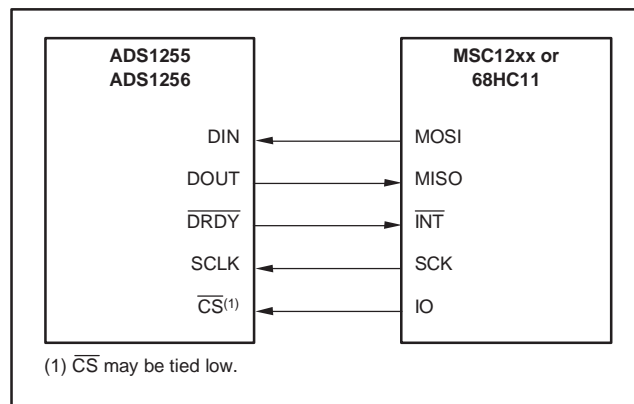 ADS1255
ADS1256
MSC12xx or
68HC11
DIN
MOSI
DOUT
MISO
DRDY
INT
SCLK
SCK
CS(1)
IO
(1) CS may be tied low.